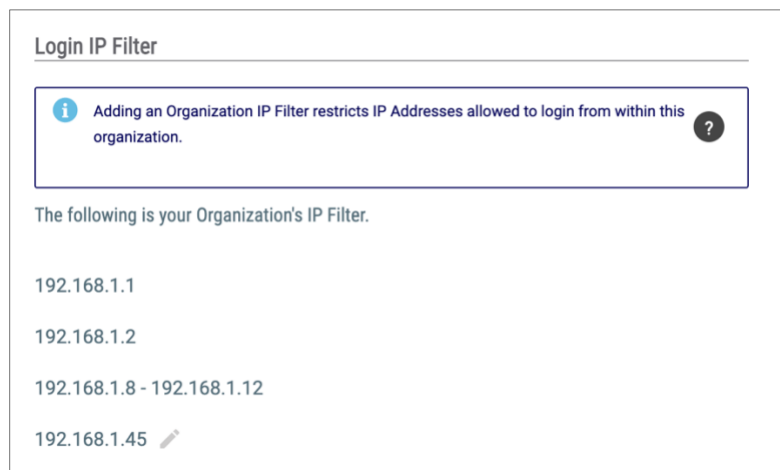 Login IP Filter
i
Adding an Organization IP Filter restricts IP Addresses allowed to login from within this
organization.
?
The following is your Organization's IP Filter.
192.168.1.1
192.168.1.2
192.168.1.8 - 192.168.1.12
192.168.1.45